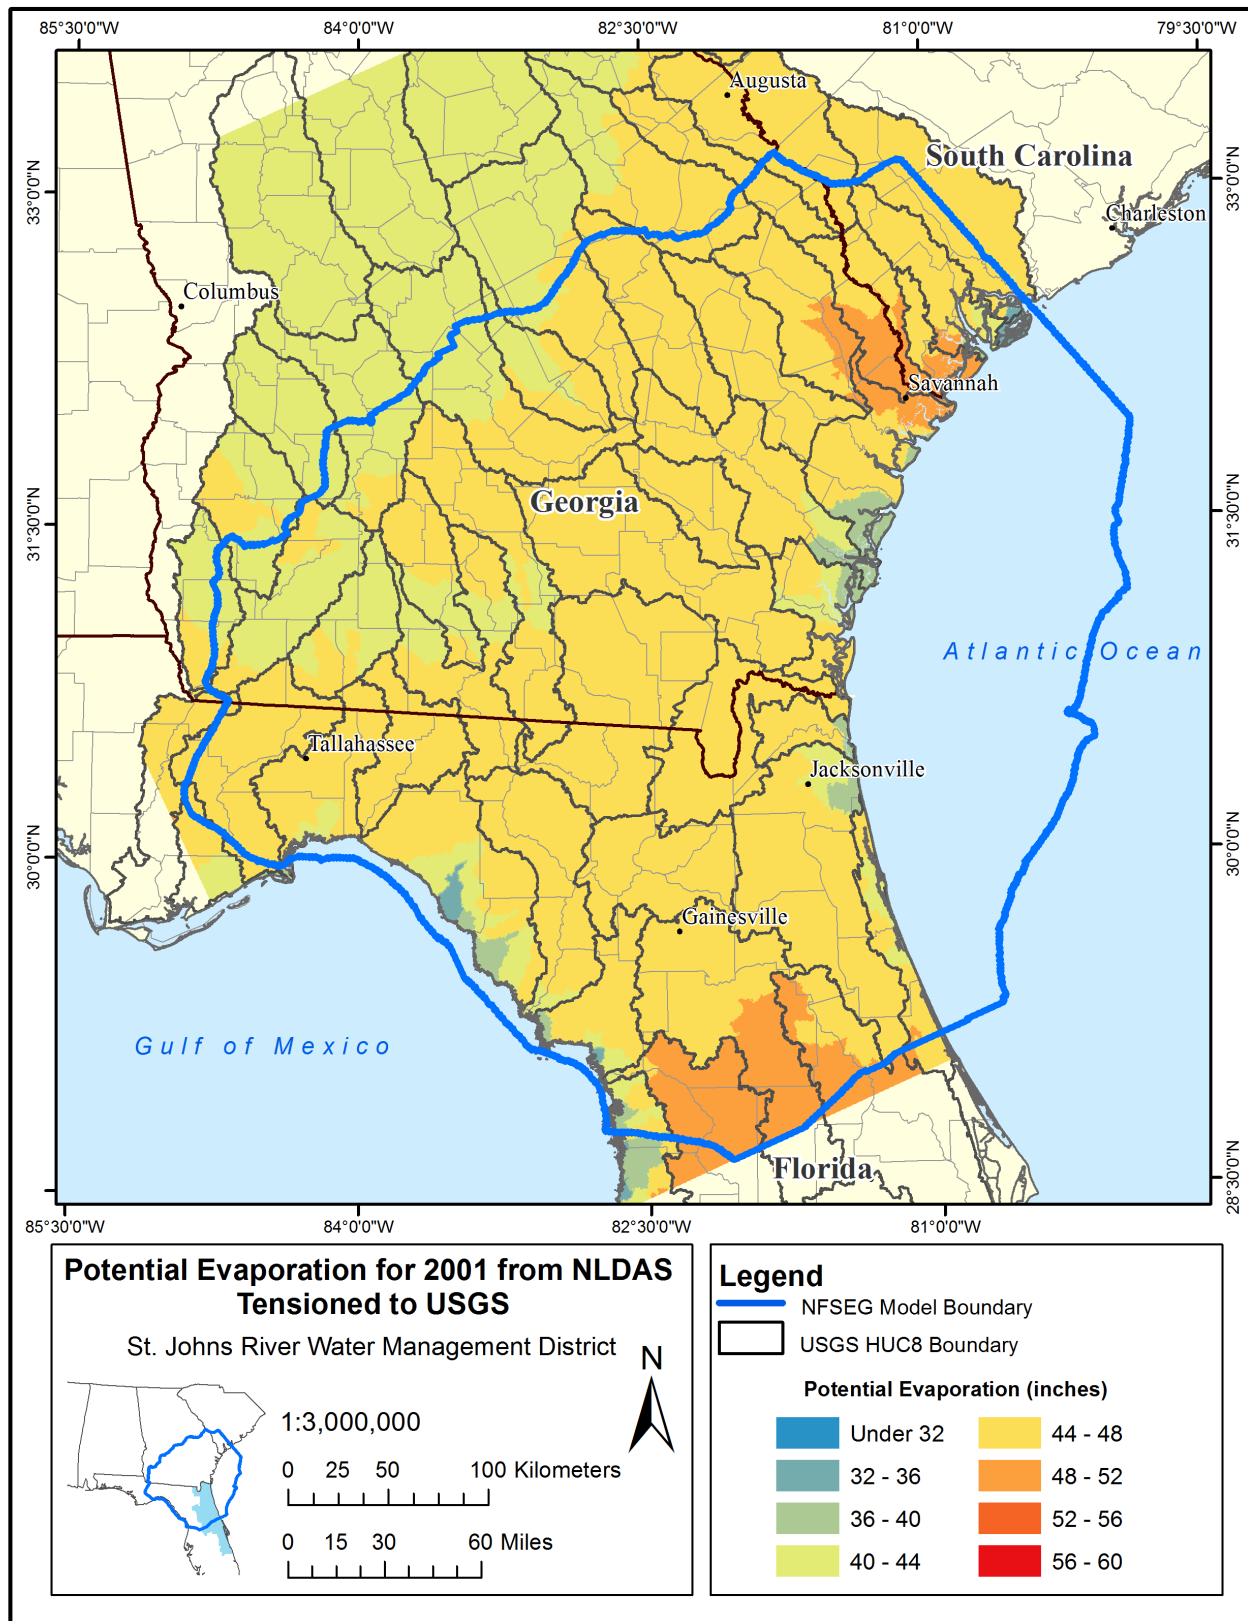 85°30'0"W 84°0'0"W 82°30'0"W 81°0'0"W 79°30'0"W
Augusta
South Carolina
33°0'0"N
33°0'0"N
Charleston
Columbus
Savannah
Georgia
31°30'0"N
31°30'0"N
Atlantic Ocean
Tallahassee
Jacksonville
30°0'0"N
30°0'0"N
Gainesville
Gulf of Mexico
Florida
28°30'0"N
85°30'0"W 84°0'0"W 82°30'0"W 81°0'0"W
Potential Evaporation for 2001 from NLDAS
Tensioned to USGS
St. Johns River Water Management District
N
1:3,000,000
0 25 50 100 Kilometers
0 15 30 60 Miles
Legend
NFSEG Model Boundary
USGS HUC8 Boundary
Potential Evaporation (inches)
Under 32 44 - 48
32 - 36 48 - 52
36 - 40 52 - 56
40 - 44 56 - 60